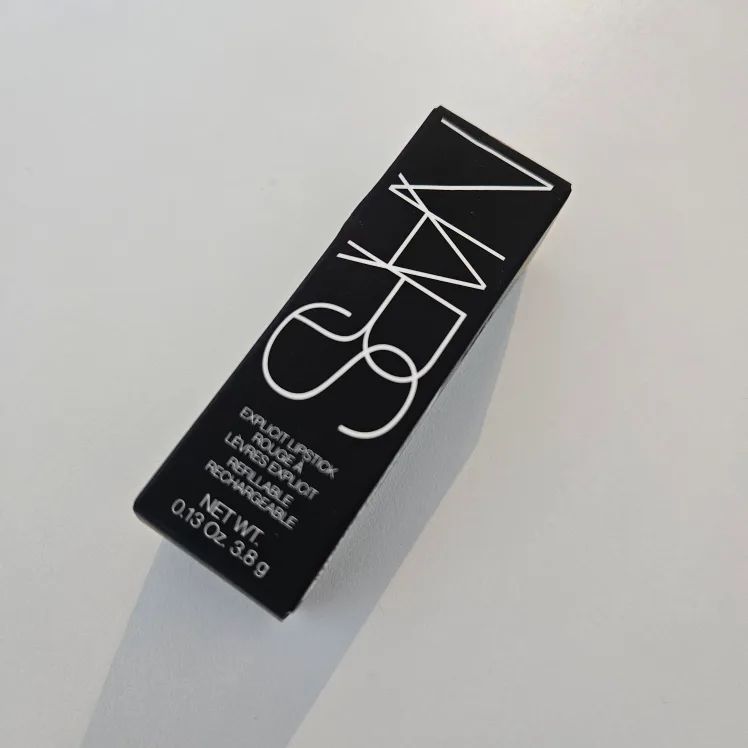 NARS
EXPLICIT LIPSTICK
ROUGE À
LÈVRES EXPLICIT
REFILLABLE
RECHARGEABLE
NET WT.
0.13 Oz. 3.8 g